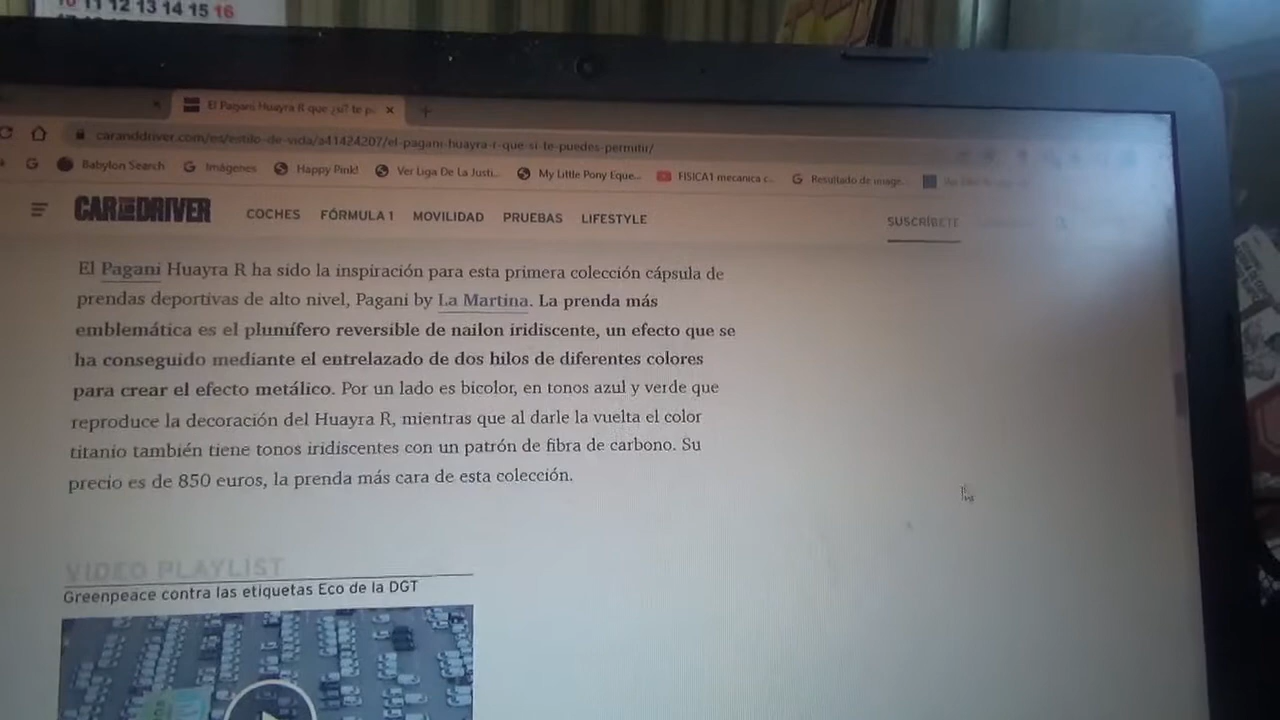 10 11 12 13 14 15 16
El Pagani Huayra R que ¿sí? te p
caranddriver.com/es/estilo-de-vida/a41424207/el-pagani-huayra-r-que-si-te-puedes-permitir/
Babylon Search Imágenes Happy Pink! Ver Liga De La Justi... My Little Pony Eque... FISICA1 mecanica c... Resultado de image...
CAR AND DRIVER COCHES FÓRMULA 1 MOVILIDAD PRUEBAS LIFESTYLE SUSCRÍBETE
El Pagani Huayra R ha sido la inspiración para esta primera colección cápsula de
prendas deportivas de alto nivel, Pagani by La Martina. La prenda más
emblemática es el plumífero reversible de nailon iridiscente, un efecto que se
ha conseguido mediante el entrelazado de dos hilos de diferentes colores
para crear el efecto metálico. Por un lado es bicolor, en tonos azul y verde que
reproduce la decoración del Huayra R, mientras que al darle la vuelta el color
titanio también tiene tonos iridiscentes con un patrón de fibra de carbono. Su
precio es de 850 euros, la prenda más cara de esta colección.
VIDEO PLAYLIST
Greenpeace contra las etiquetas Eco de la DGT